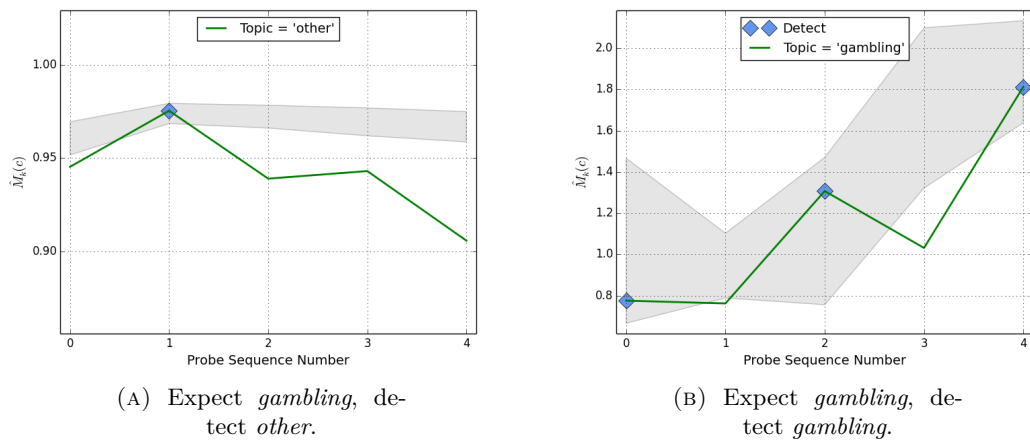 Topic = 'other'
1.00
0.95
0.90
M̂ₖ(c)
0 1 2 3 4
Probe Sequence Number
(A) Expect gambling, de-
tect other.
Detect
Topic = 'gambling'
2.0
1.8
1.6
1.4
1.2
1.0
0.8
M̂ₖ(c)
0 1 2 3 4
Probe Sequence Number
(B) Expect gambling, de-
tect gambling.